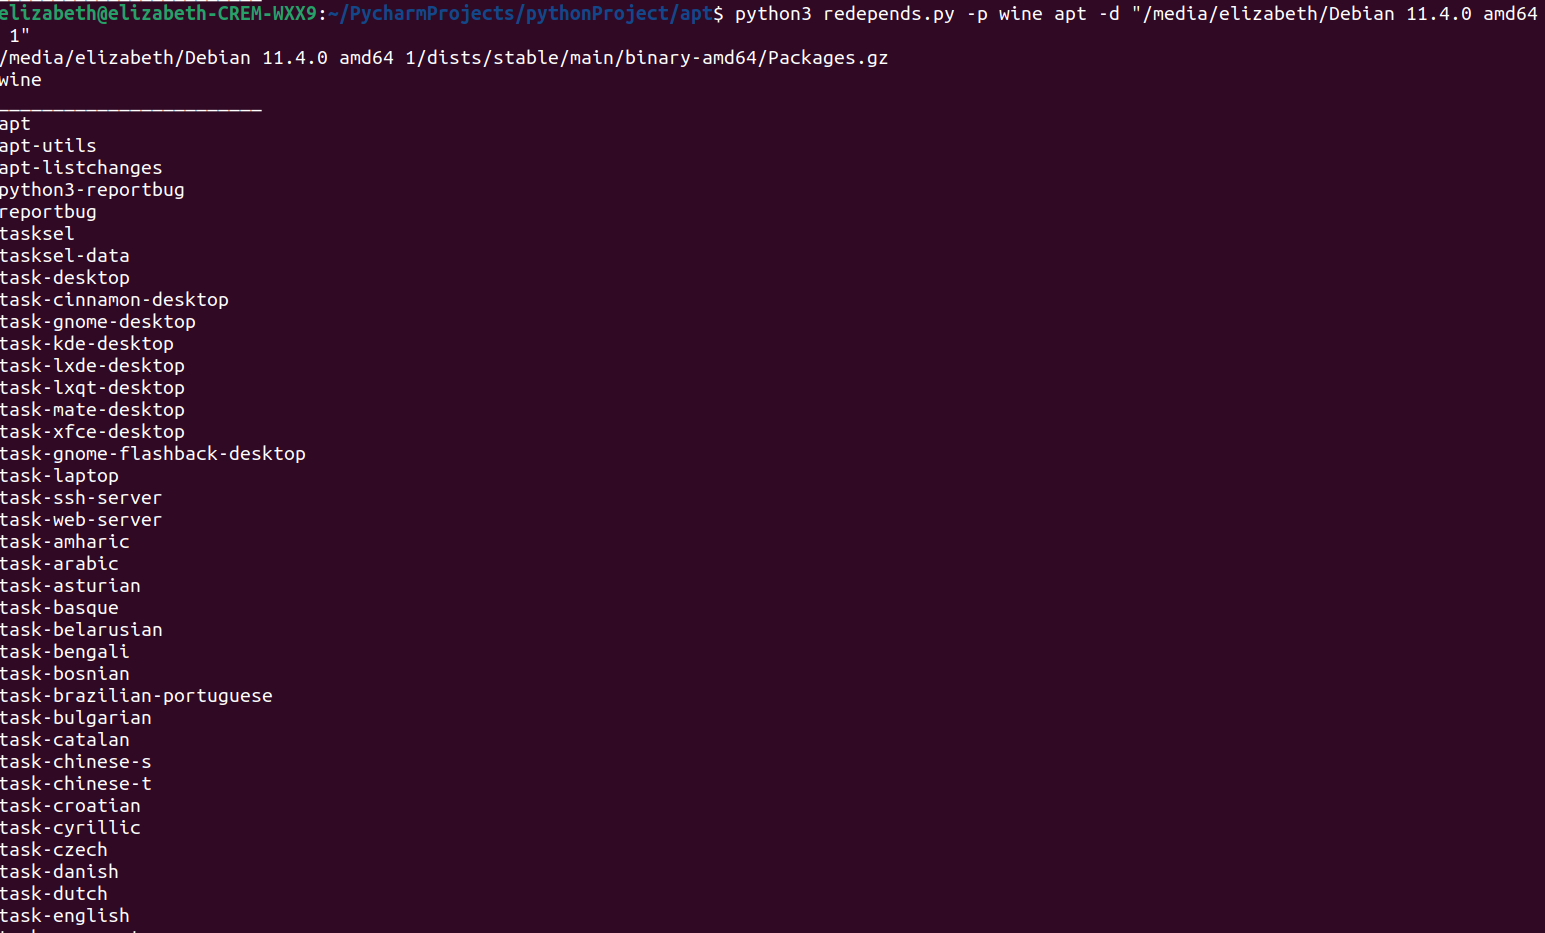 elizabeth@elizabeth-CREM-WXX9:~/PycharmProjects/pythonProject/apt$ python3 redepends.py -p wine apt -d "/media/elizabeth/Debian 11.4.0 amd64
 1"
/media/elizabeth/Debian 11.4.0 amd64 1/dists/stable/main/binary-amd64/Packages.gz
wine
________________________
apt
apt-utils
apt-listchanges
python3-reportbug
reportbug
tasksel
tasksel-data
task-desktop
task-cinnamon-desktop
task-gnome-desktop
task-kde-desktop
task-lxde-desktop
task-lxqt-desktop
task-mate-desktop
task-xfce-desktop
task-gnome-flashback-desktop
task-laptop
task-ssh-server
task-web-server
task-amharic
task-arabic
task-asturian
task-basque
task-belarusian
task-bengali
task-bosnian
task-brazilian-portuguese
task-bulgarian
task-catalan
task-chinese-s
task-chinese-t
task-croatian
task-cyrillic
task-czech
task-danish
task-dutch
task-english